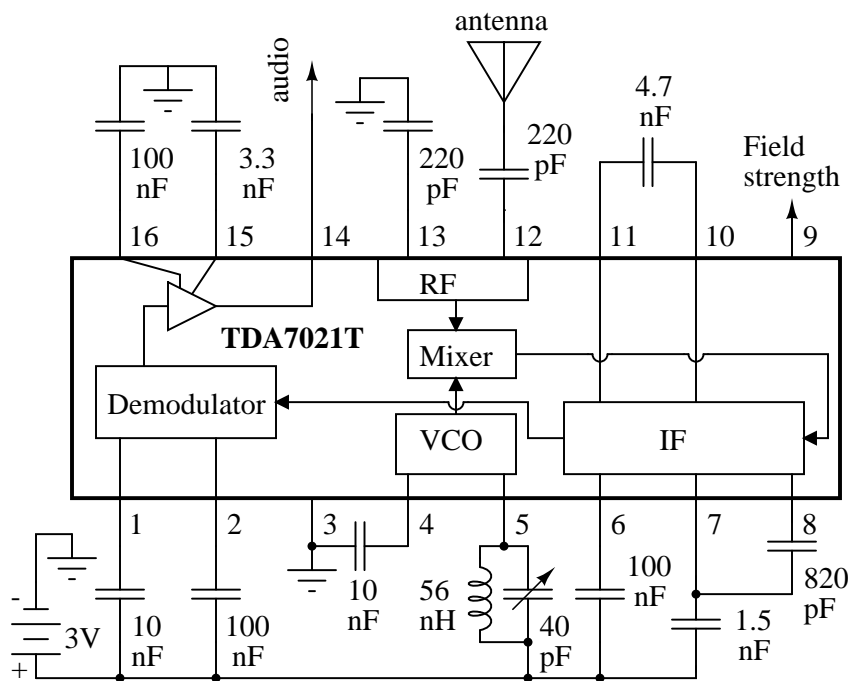 antenna
audio
4.7
nF
100
nF
3.3
nF
220
pF
220
pF
Field
strength
16
15
14
13
12
11
10
9
RF
TDA7021T
Mixer
Demodulator
VCO
IF
1
2
3
4
5
6
7
8
-
3V
+
10
nF
100
nF
10
nF
56
nH
40
pF
100
nF
1.5
nF
820
pF